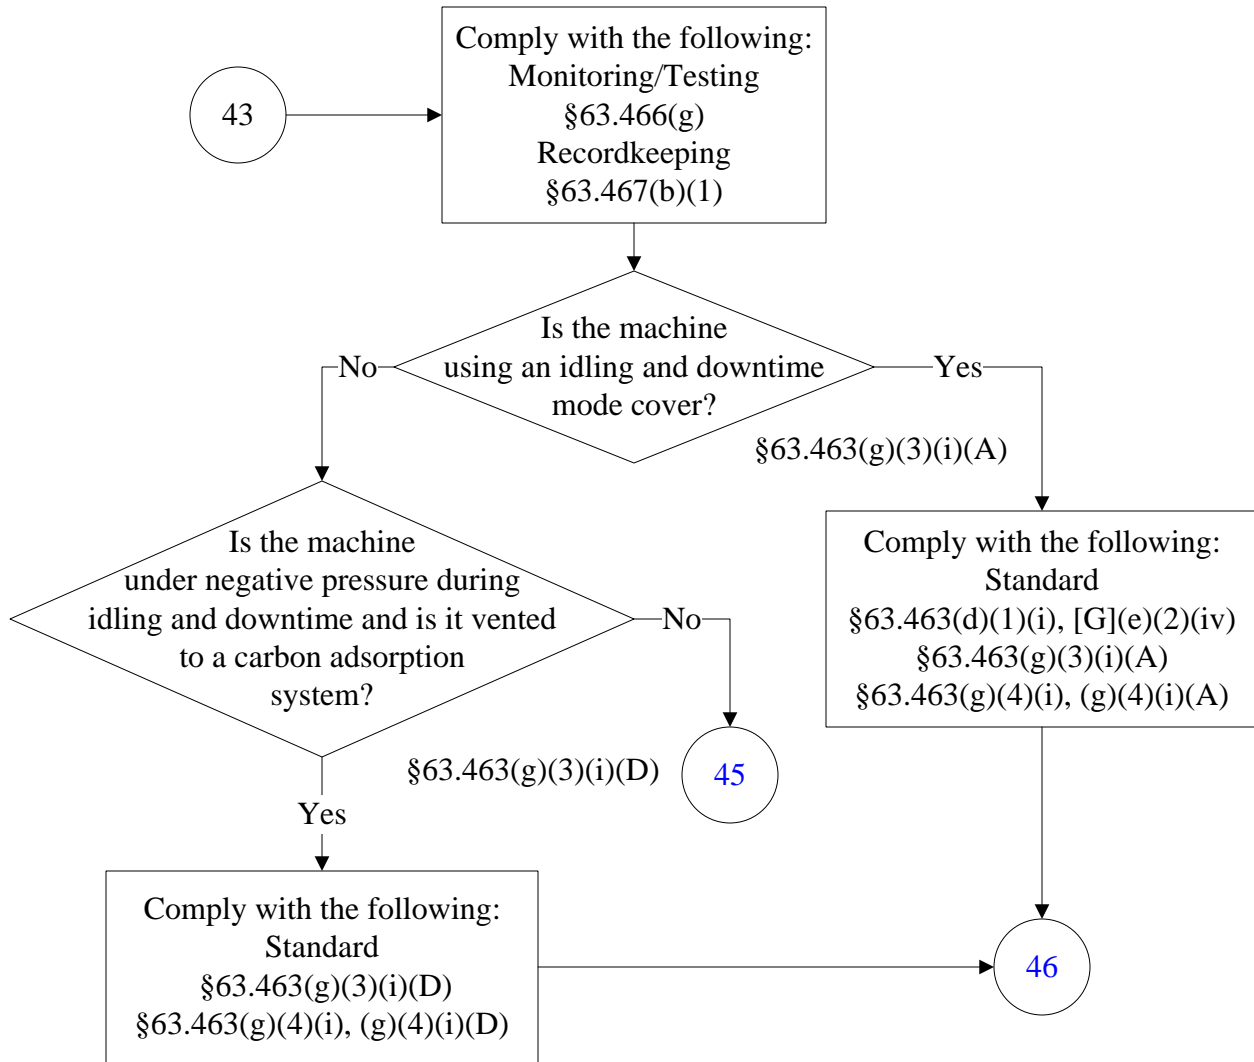 43
Comply with the following:
Monitoring/Testing
§63.466(g)
Recordkeeping
§63.467(b)(1)
Is the machine
using an idling and downtime
mode cover?
No
Yes
§63.463(g)(3)(i)(A)
Is the machine
under negative pressure during
idling and downtime and is it vented
to a carbon adsorption
system?
No
Yes
§63.463(g)(3)(i)(D)
45
Comply with the following:
Standard
§63.463(d)(1)(i), [G](e)(2)(iv)
§63.463(g)(3)(i)(A)
§63.463(g)(4)(i), (g)(4)(i)(A)
Comply with the following:
Standard
§63.463(g)(3)(i)(D)
§63.463(g)(4)(i), (g)(4)(i)(D)
46